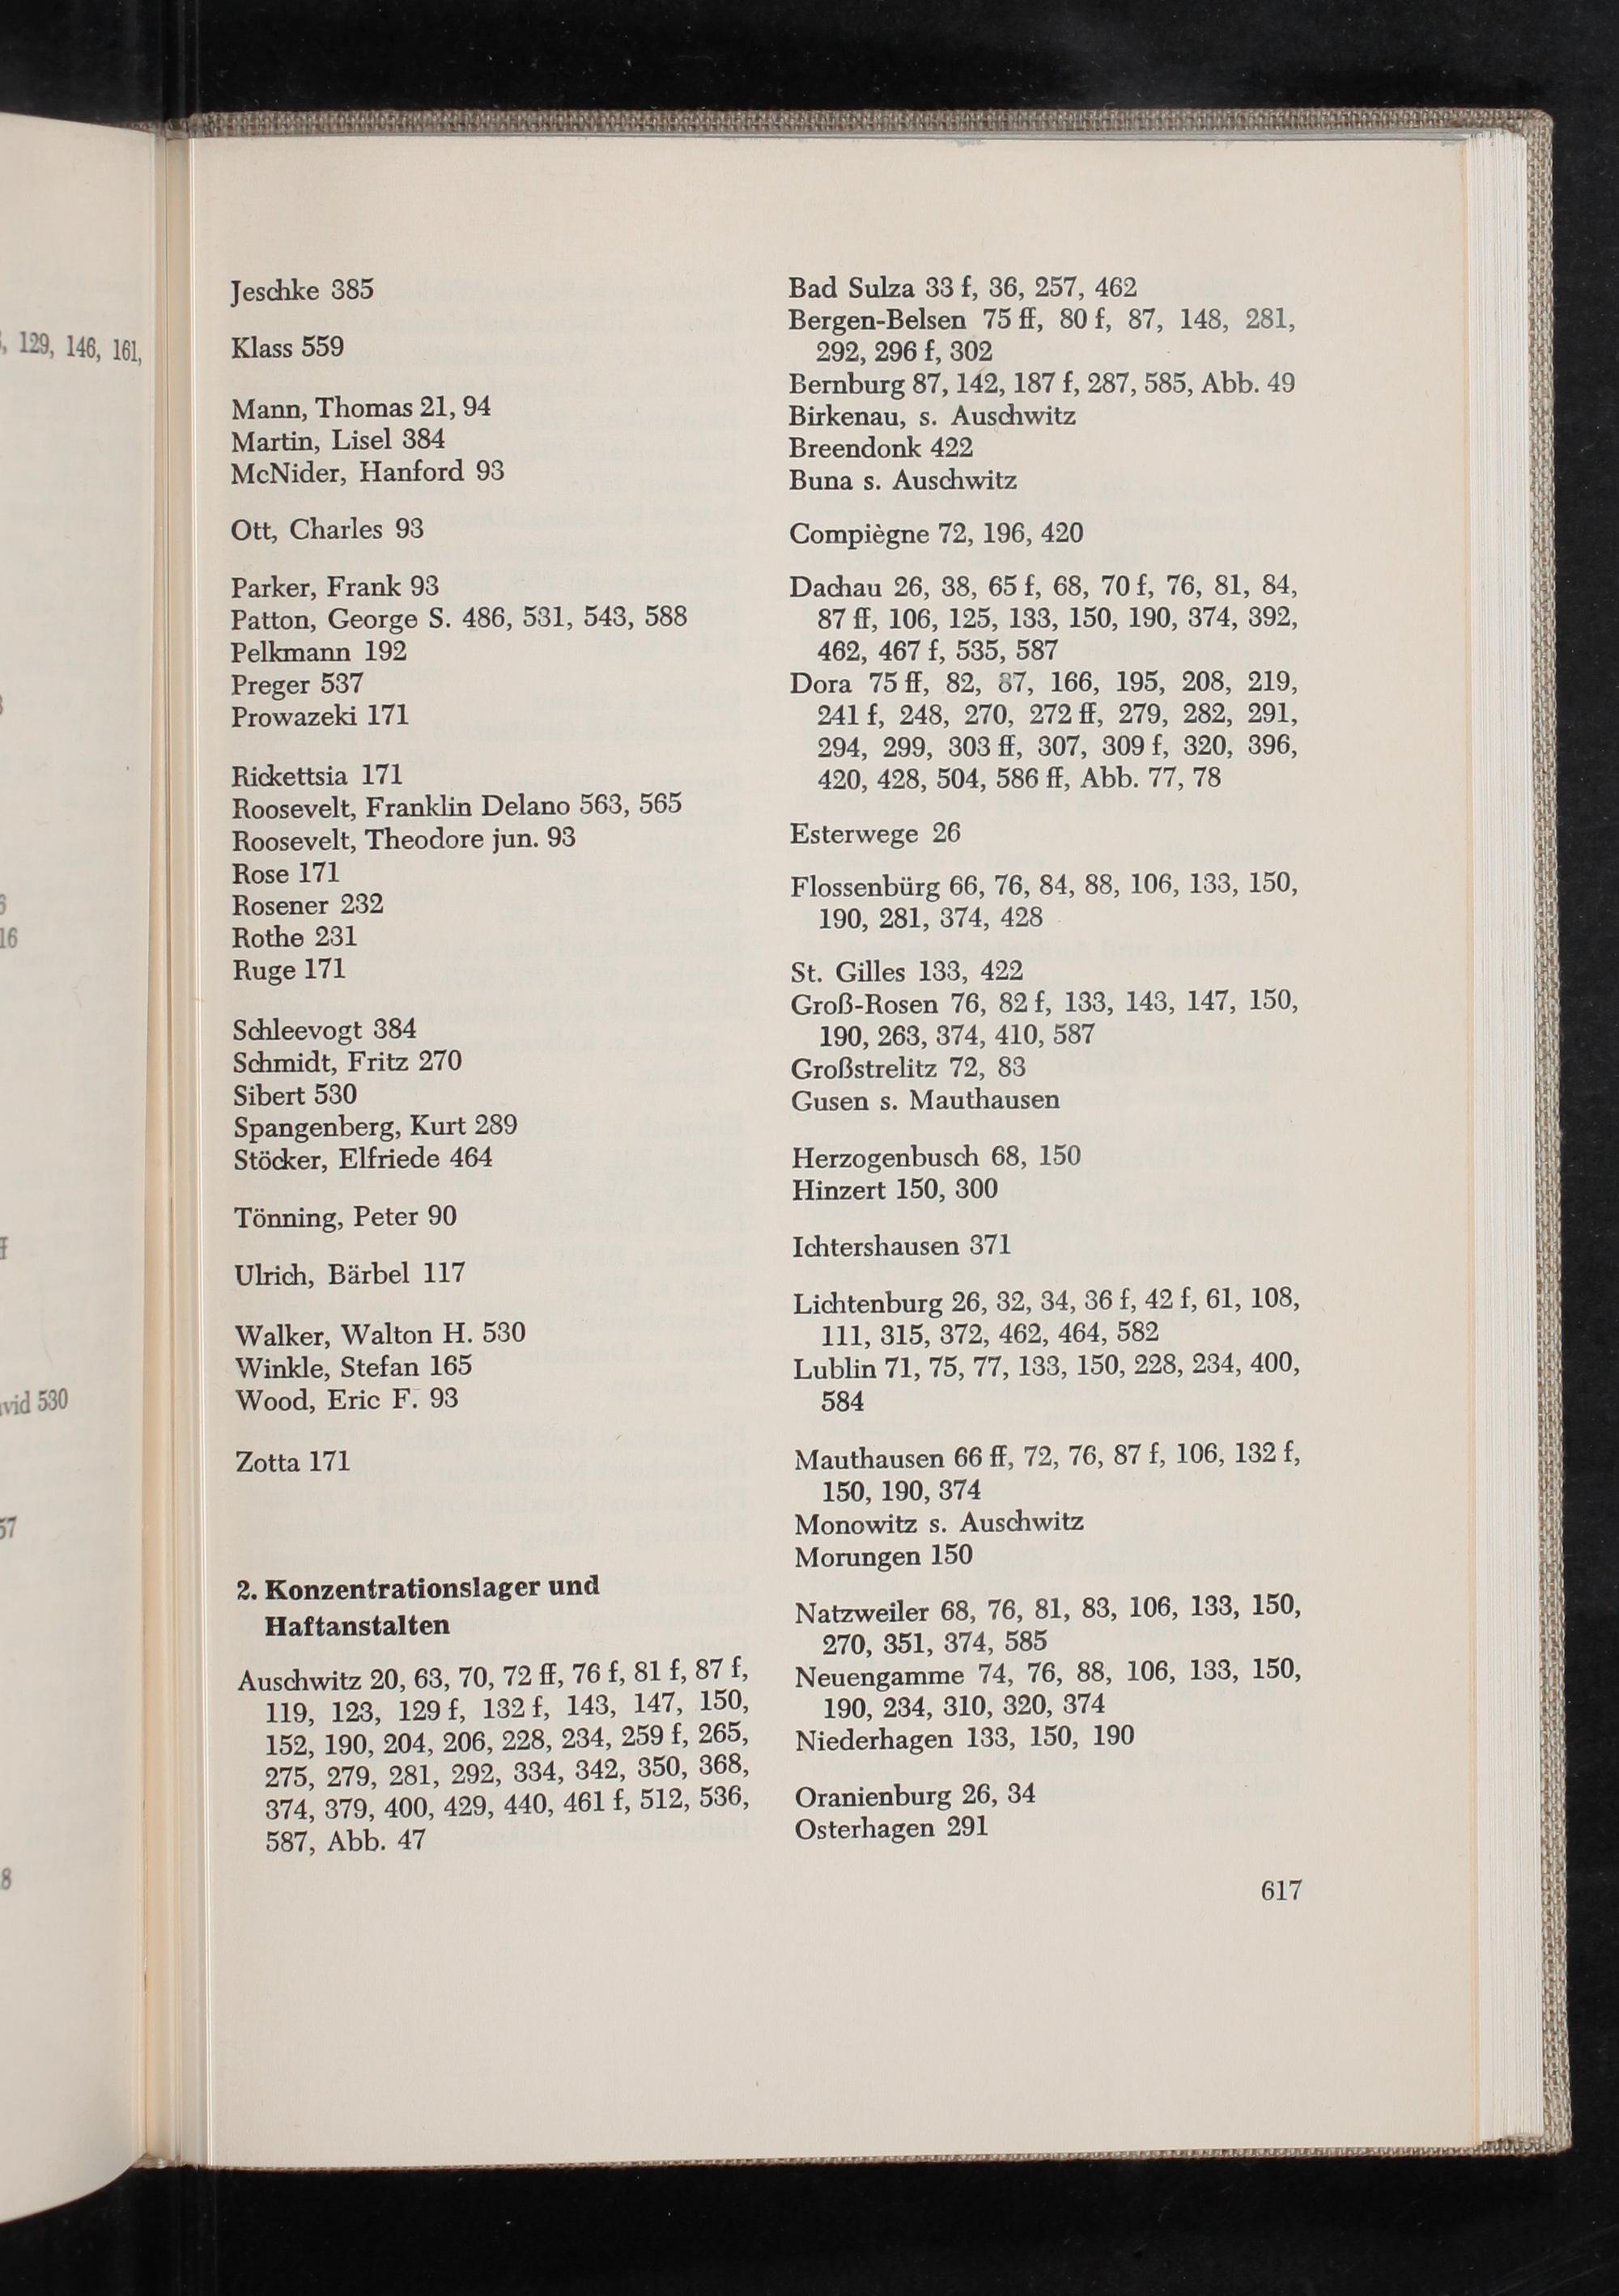 , 129, 146, 161,
16
vid 530
57
8
Jeschke 385
Klass 559
Mann, Thomas 21, 94
Martin, Lisel 384
McNider, Hanford 93
Ott, Charles 93
Parker, Frank 93
Patton, George S. 486, 531, 543, 588
Pelkmann 192
Preger 537
Prowazeki 171
Rickettsia 171
Roosevelt, Franklin Delano 563, 565
Roosevelt, Theodore jun. 93
Rose 171
Rosener 232
Rothe 231
Ruge 171
Schleevogt 384
Schmidt, Fritz 270
Sibert 530
Spangenberg, Kurt 289
Stöcker, Elfriede 464
Tönning, Peter 90
Ulrich, Bärbel 117
Walker, Walton H. 530
Winkle, Stefan 165
Wood, Eric F. 93
Zotta 171
2. Konzentrationslager und
Haftanstalten
Auschwitz 20, 63, 70, 72 ff, 76 f, 81 f, 87 f,
119, 123, 129 f, 132 f, 143, 147, 150,
152, 190, 204, 206, 228, 234, 259 f, 265,
275, 279, 281, 292, 334, 342, 350, 368,
374, 379, 400, 429, 440, 461 f, 512, 536,
587, Abb. 47
Bad Sulza 33 f, 36, 257, 462
Bergen-Belsen 75 ff, 80 f, 87, 148, 281,
292, 296 f, 302
Bernburg 87, 142, 187 f, 287, 585, Abb. 49
Birkenau, s. Auschwitz
Breendonk 422
Buna s. Auschwitz
Compiègne 72, 196, 420
Dachau 26, 38, 65 f, 68, 70 f, 76, 81, 84,
87 ff, 106, 125, 133, 150, 190, 374, 392,
462, 467 f, 535, 587
Dora 75 ff, 82, 87, 166, 195, 208, 219,
241 f, 248, 270, 272 ff, 279, 282, 291,
294, 299, 303 ff, 307, 309 f, 320, 396,
420, 428, 504, 586 ff, Abb. 77, 78
Esterwege 26
Flossenbürg 66, 76, 84, 88, 106, 133, 150,
190, 281, 374, 428
St. Gilles 133, 422
Groß-Rosen 76, 82 f, 133, 143, 147, 150,
190, 263, 374, 410, 587
Großstrelitz 72, 83
Gusen s. Mauthausen
Herzogenbusch 68, 150
Hinzert 150, 300
Ichtershausen 371
Lichtenburg 26, 32, 34, 36 f, 42 f, 61, 108,
111, 315, 372, 462, 464, 582
Lublin 71, 75, 77, 133, 150, 228, 234, 400,
584
Mauthausen 66 ff, 72, 76, 87 f, 106, 132 f,
150, 190, 374
Monowitz s. Auschwitz
Morungen 150
Natzweiler 68, 76, 81, 83, 106, 133, 150,
270, 351, 374, 585
Neuengamme 74, 76, 88, 106, 133, 150,
190, 234, 310, 320, 374
Niederhagen 133, 150, 190
Oranienburg 26, 34
Osterhagen 291
617